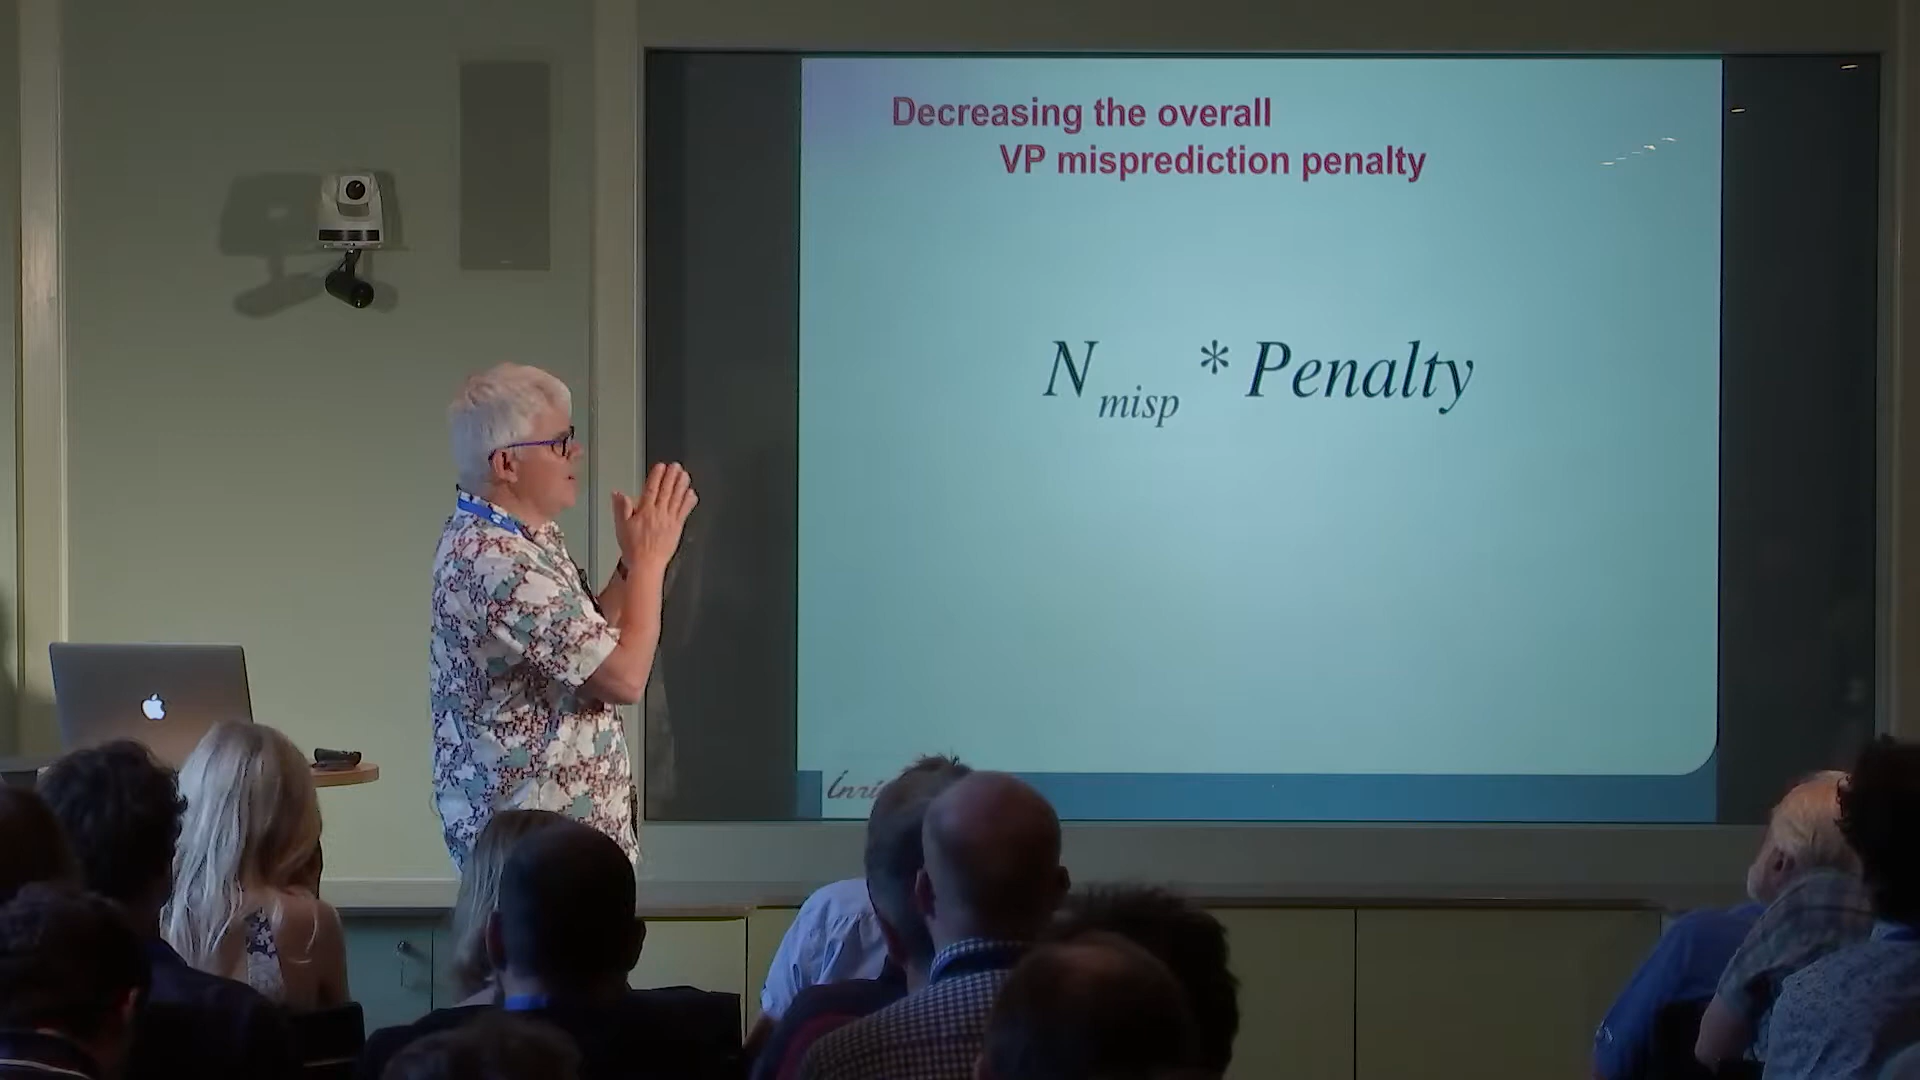 Decreasing the overall
VP misprediction penalty
N misp * Penalty